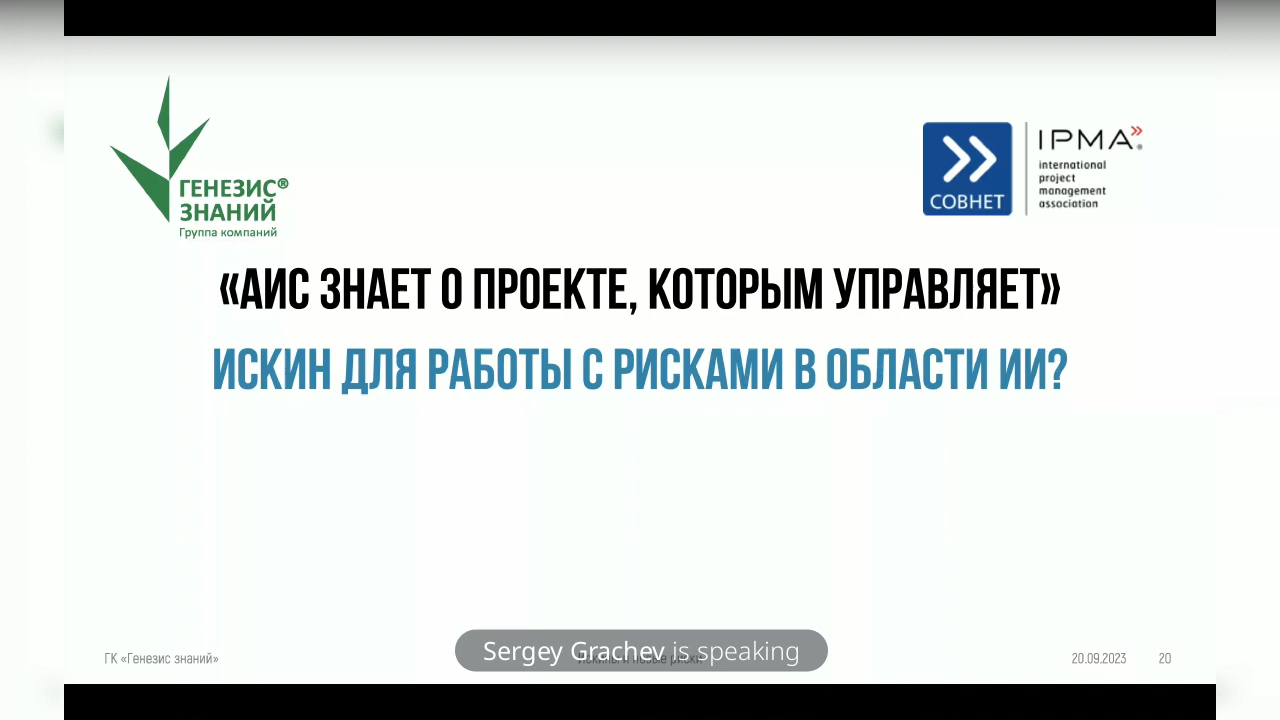 ГЕНЕЗИС®
ЗНАНИЙ
Группа компаний
СОВНЕТ
IPMA®
international
project
management
association
«АИС ЗНАЕТ О ПРОЕКТЕ, КОТОРЫМ УПРАВЛЯЕТ»
ИСКИН ДЛЯ РАБОТЫ С РИСКАМИ В ОБЛАСТИ ИИ?
Sergey Grachev is speaking
ГК «Генезис знаний»
20.09.2023
20